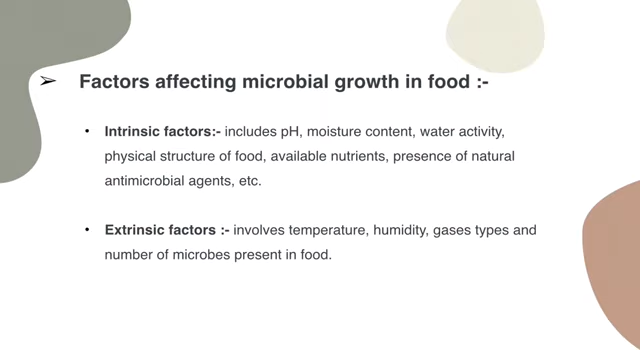 ➢ Factors affecting microbial growth in food :-
• Intrinsic factors:- includes pH, moisture content, water activity,
physical structure of food, available nutrients, presence of natural
antimicrobial agents, etc.
• Extrinsic factors :- involves temperature, humidity, gases types and
number of microbes present in food.